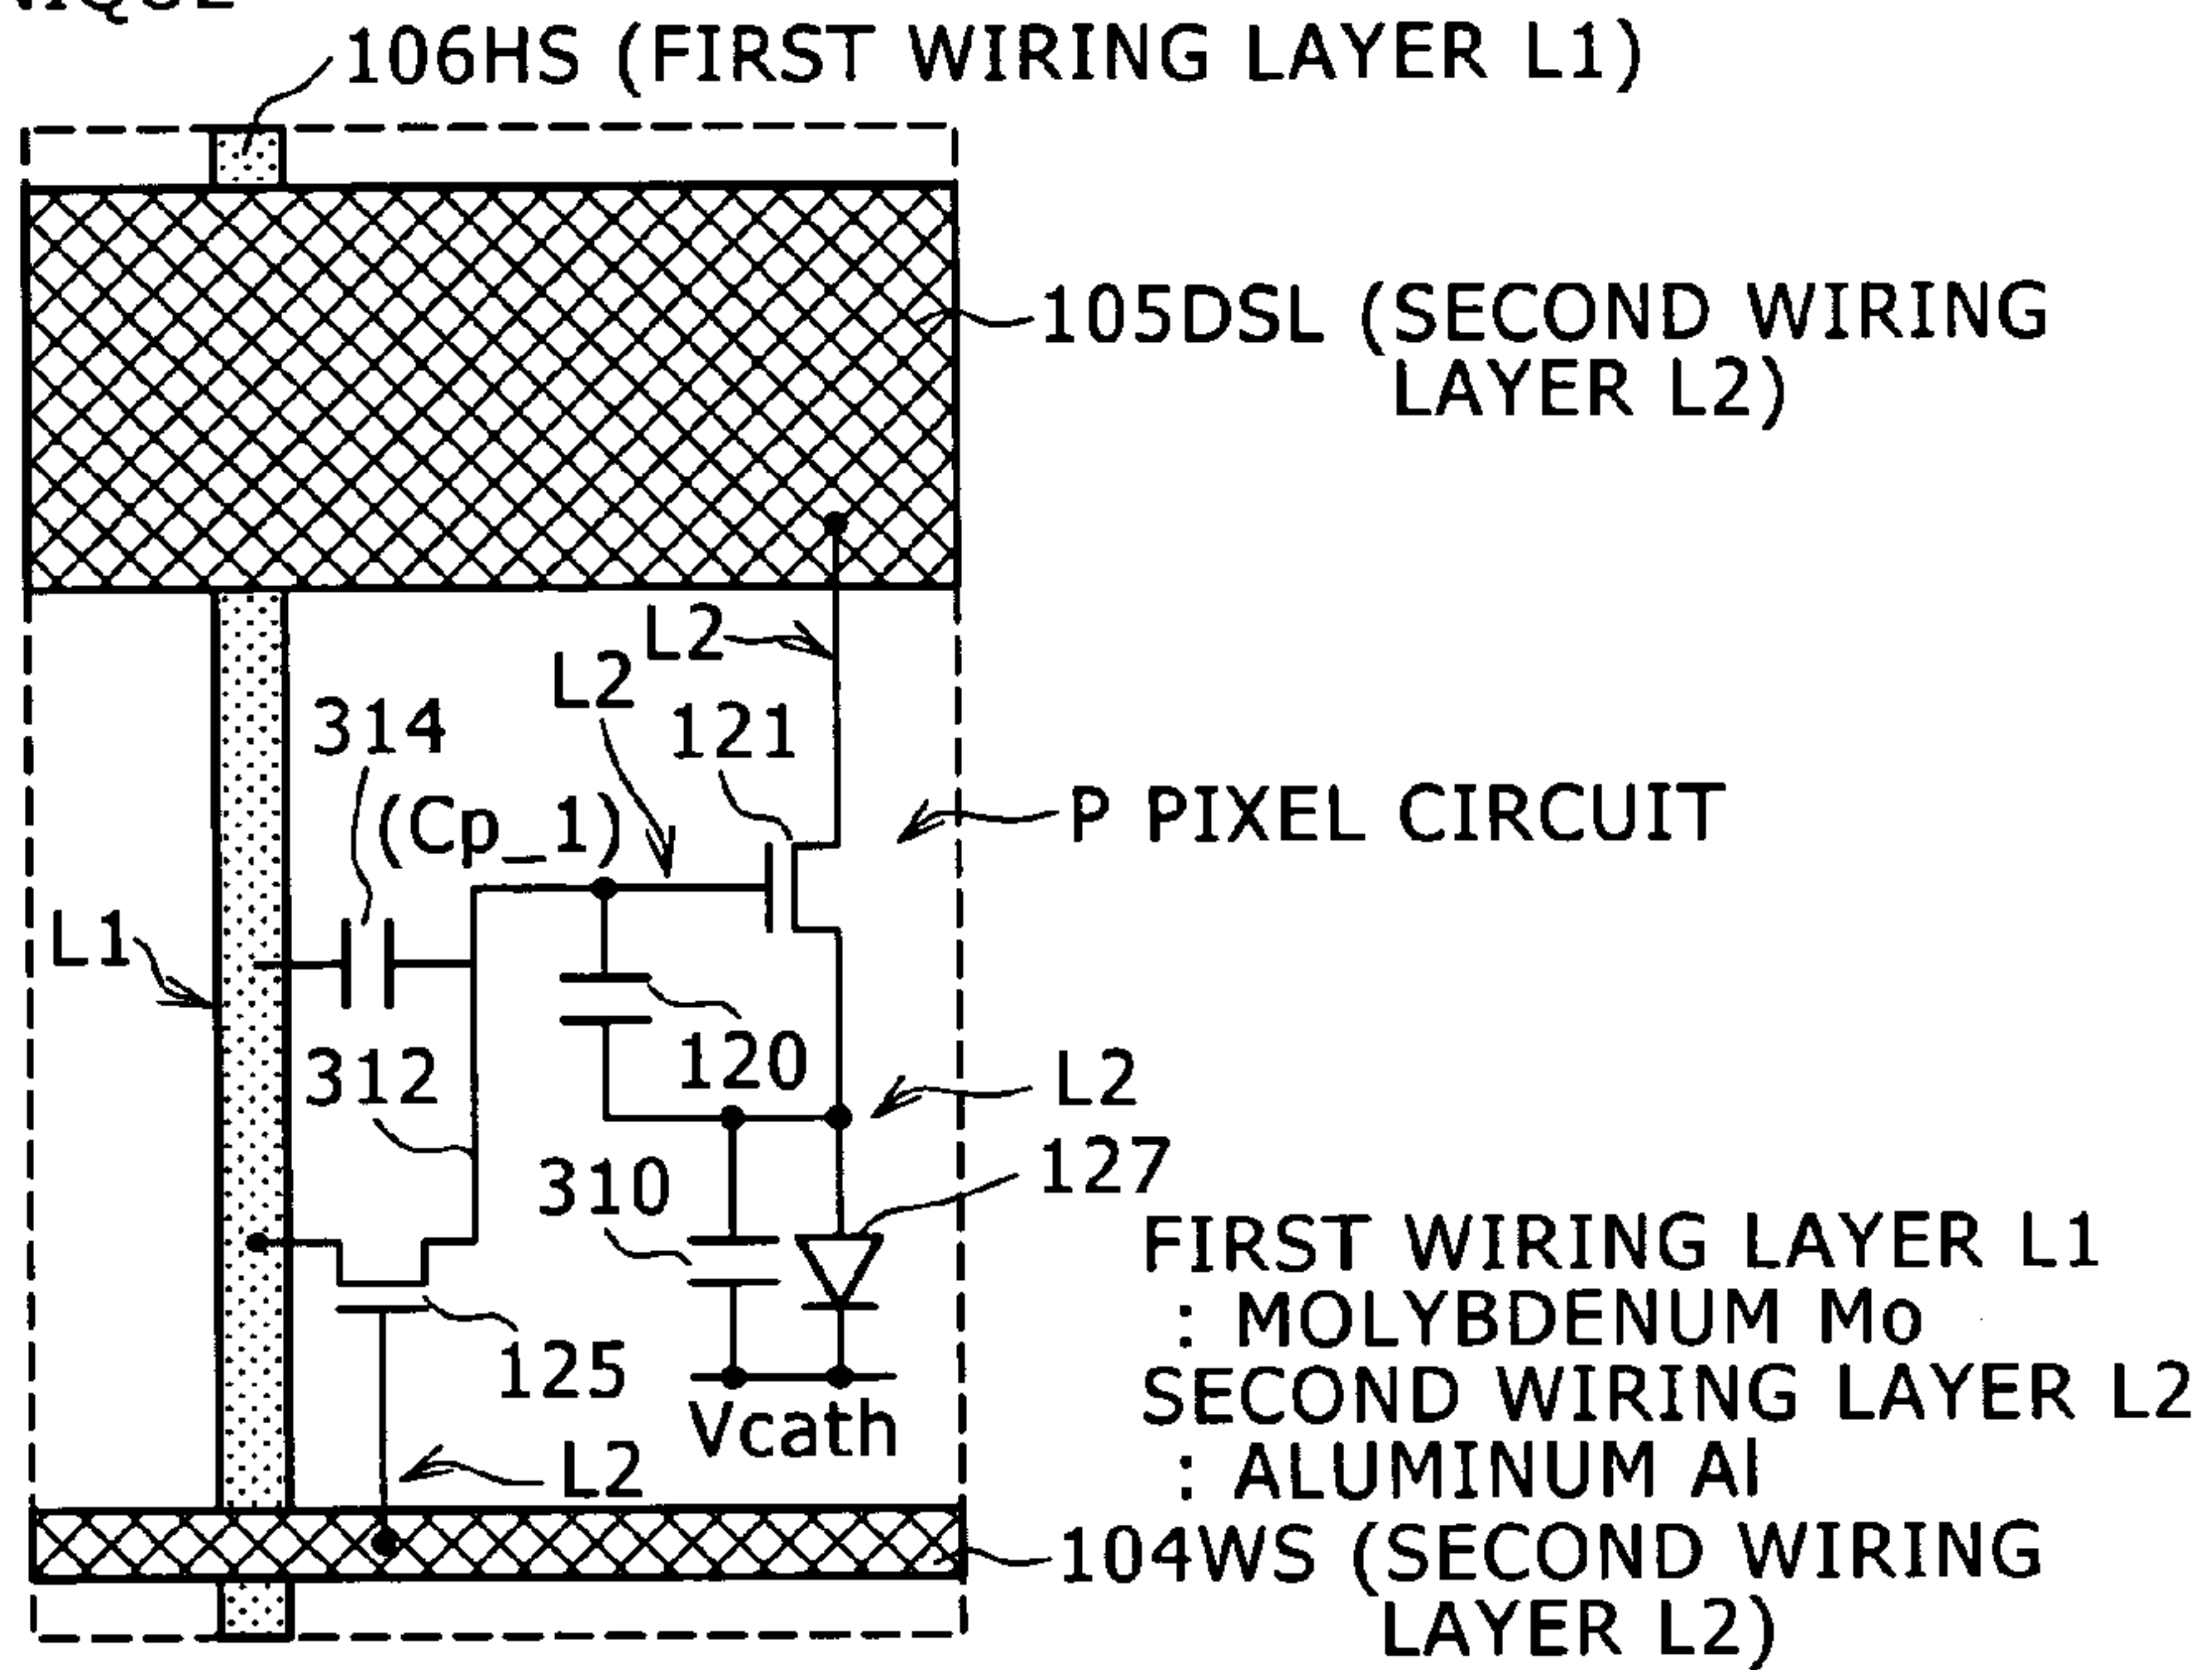 106HS (FIRST WIRING LAYER L1)
105DSL (SECOND WIRING
LAYER L2)
L2
L2
121
314
(Cp_1)
P PIXEL CIRCUIT
L1
120
312
L2
127
310
FIRST WIRING LAYER L1
: MOLYBDENUM Mo
125
SECOND WIRING LAYER L2
Vcath
: ALUMINUM Al
L2
104WS (SECOND WIRING
LAYER L2)